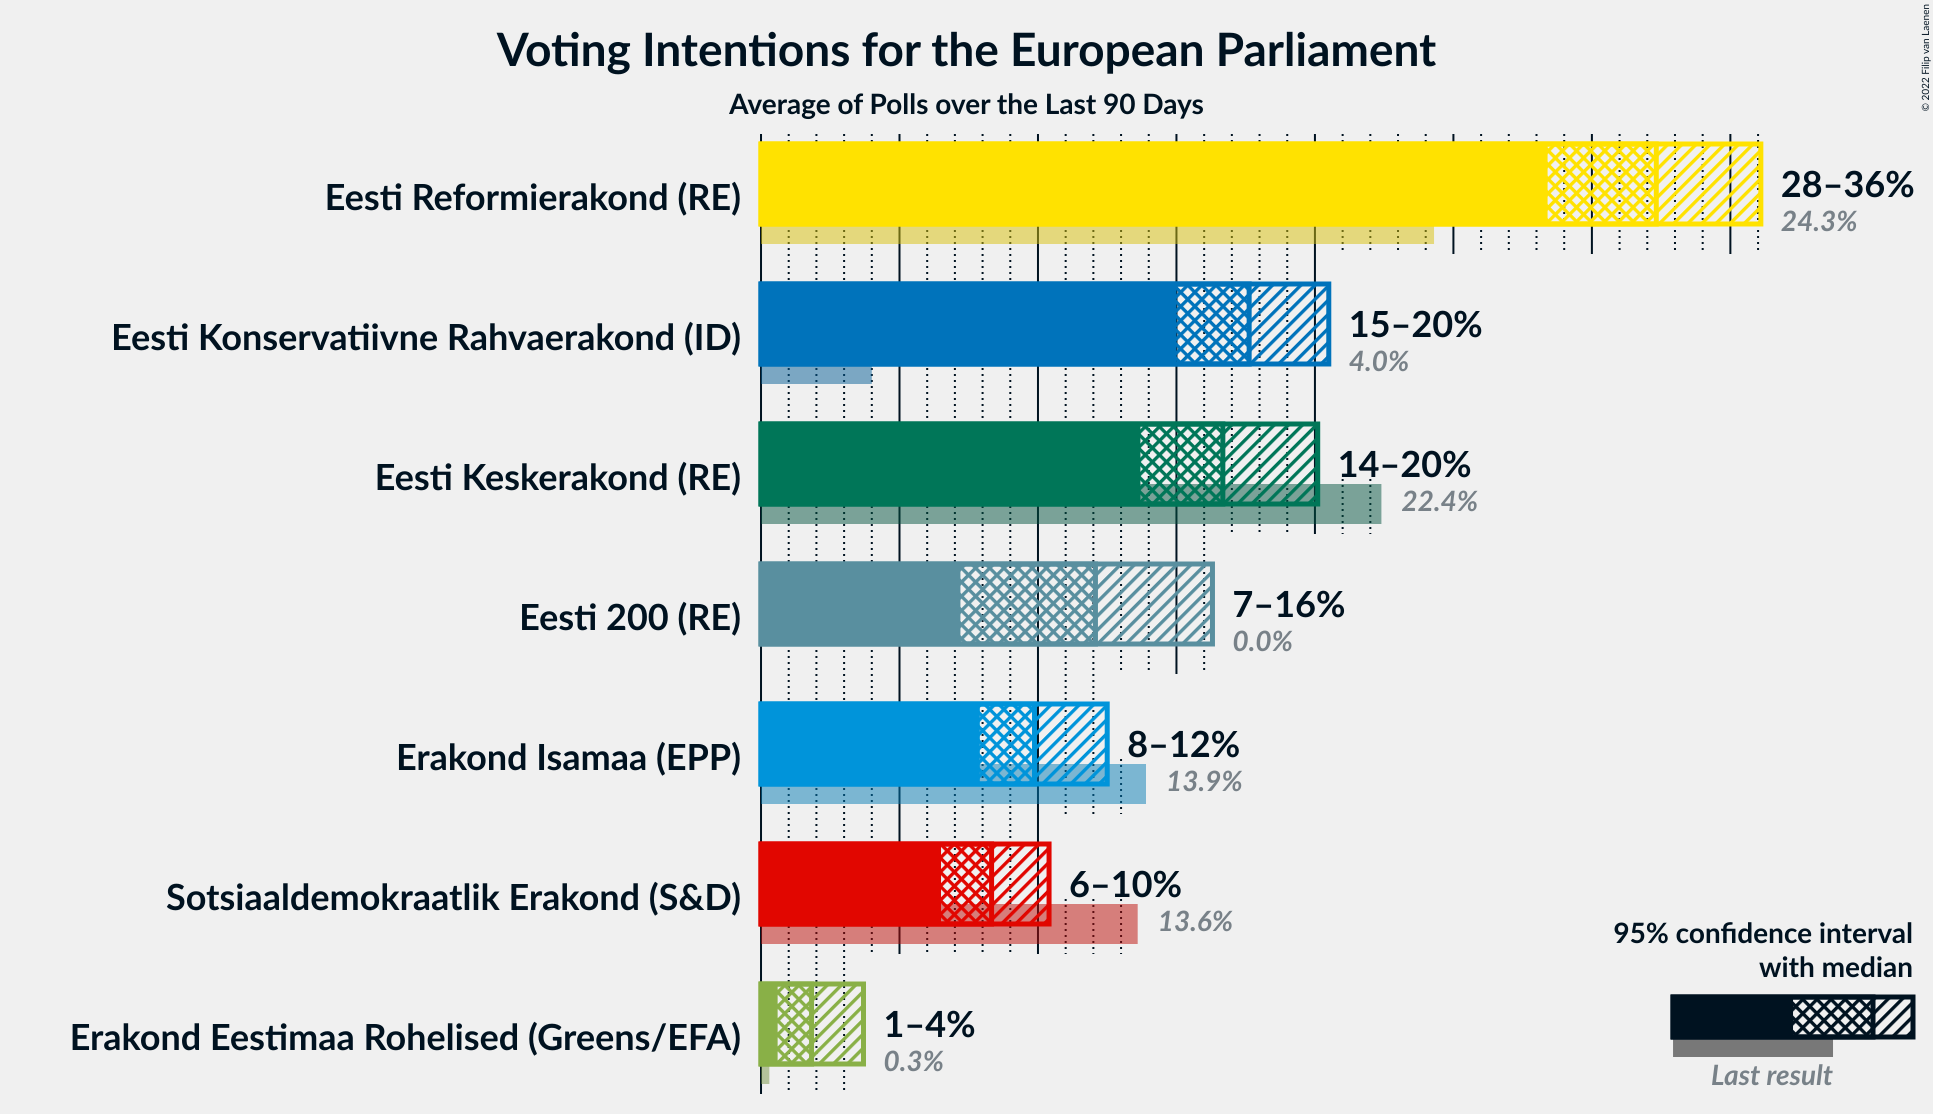 Voting Intentions for the European Parliament
Average of Polls over the Last 90 Days
© 2022 Filip van Laenen
Eesti Reformierakond (RE)
28–36%
24.3%
Eesti Konservatiivne Rahvaerakond (ID)
15–20%
4.0%
Eesti Keskerakond (RE)
14–20%
22.4%
Eesti 200 (RE)
7–16%
0.0%
Erakond Isamaa (EPP)
8–12%
13.9%
Sotsiaaldemokraatlik Erakond (S&D)
6–10%
13.6%
Erakond Eestimaa Rohelised (Greens/EFA)
1–4%
0.3%
95% confidence interval
with median
Last result